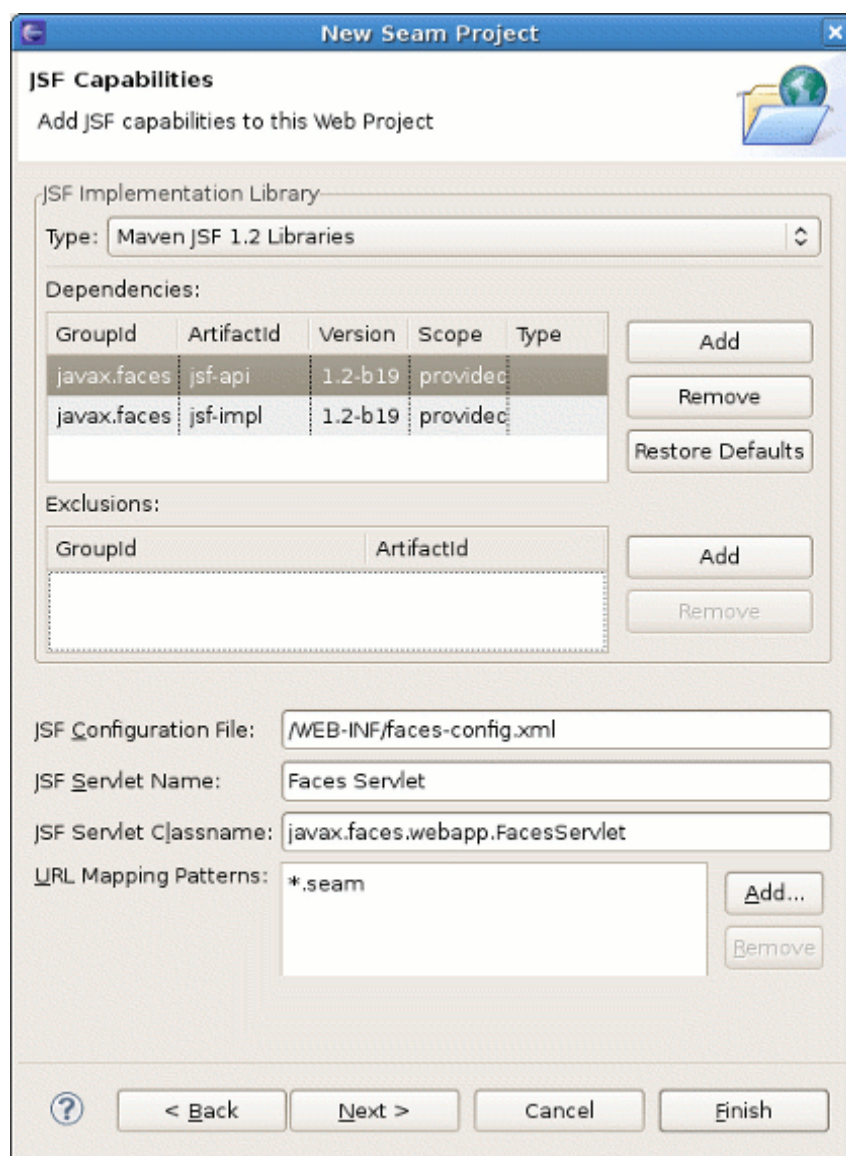 New Seam Project
JSF Capabilities
Add JSF capabilities to this Web Project
JSF Implementation Library
Type: Maven JSF 1.2 Libraries
Dependencies:
GroupId ArtifactId Version Scope Type
javax.faces jsf-api 1.2-b19 providec
javax.faces jsf-impl 1.2-b19 providec
Add
Remove
Restore Defaults
Exclusions:
GroupId ArtifactId
Add
Remove
JSF Configuration File: /WEB-INF/faces-config.xml
JSF Servlet Name: Faces Servlet
JSF Servlet Classname: javax.faces.webapp.FacesServlet
URL Mapping Patterns: *.seam
Add...
Remove
? < Back Next > Cancel Finish